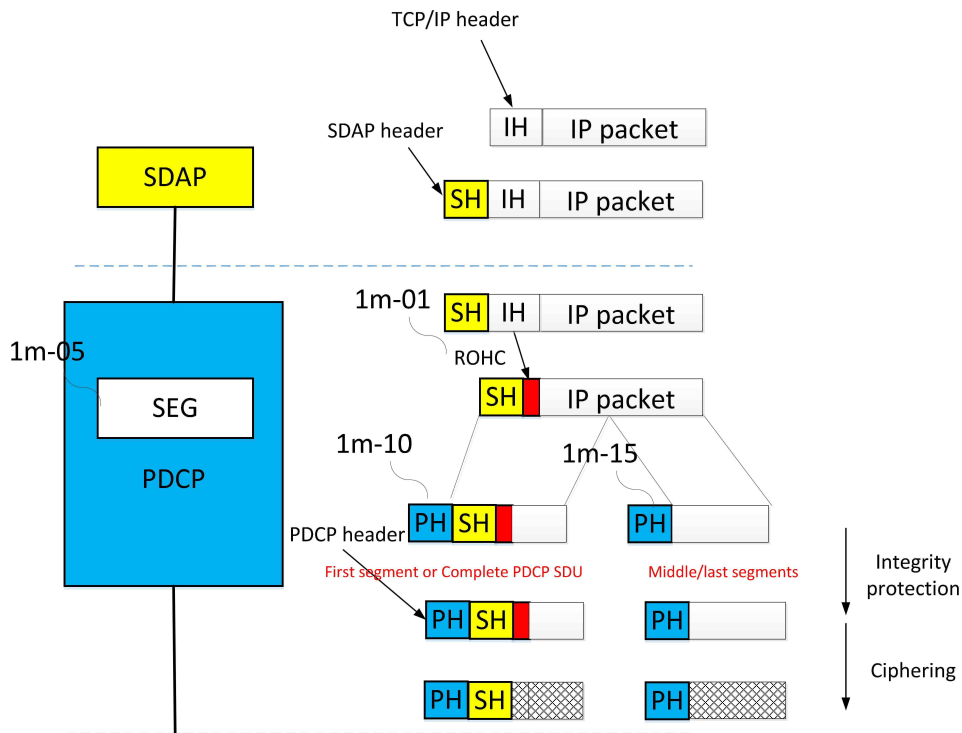 TCP/IP header
IH IP packet
SDAP header
SDAP
SH IH IP packet
1m-01
SH IH IP packet
1m-05
ROHC
SEG
SH IP packet
1m-10
1m-15
PDCP
PH SH
PH
PDCP header
First segment or Complete PDCP SDU
Middle/last segments
Integrity
protection
PH SH
PH
Ciphering
PH SH
PH